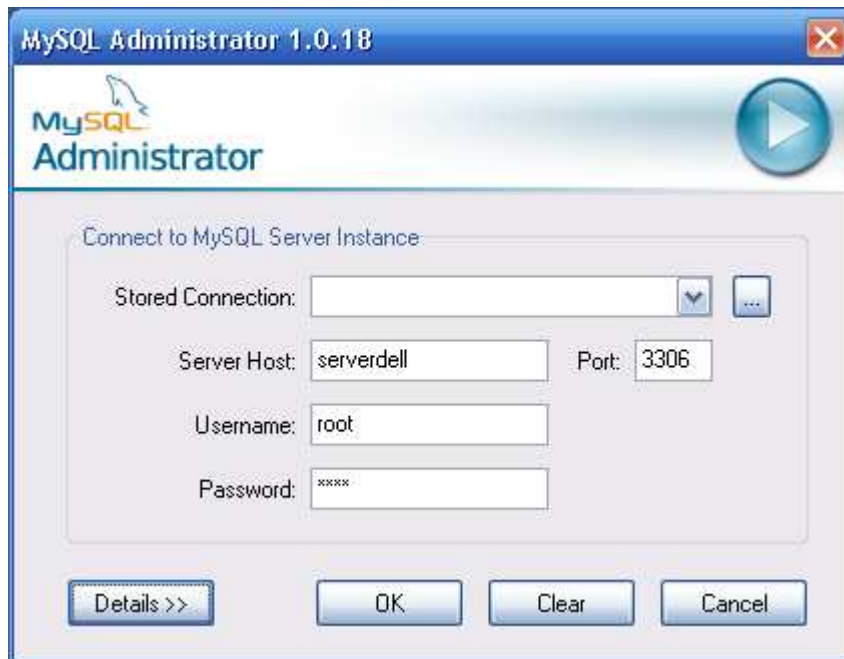 MySQL Administrator 1.0.18
MySQL
Administrator
Connect to MySQL Server Instance
Stored Connection:
...
Server Host: serverdell Port: 3306
Username: root
Password: ****
Details >> OK Clear Cancel